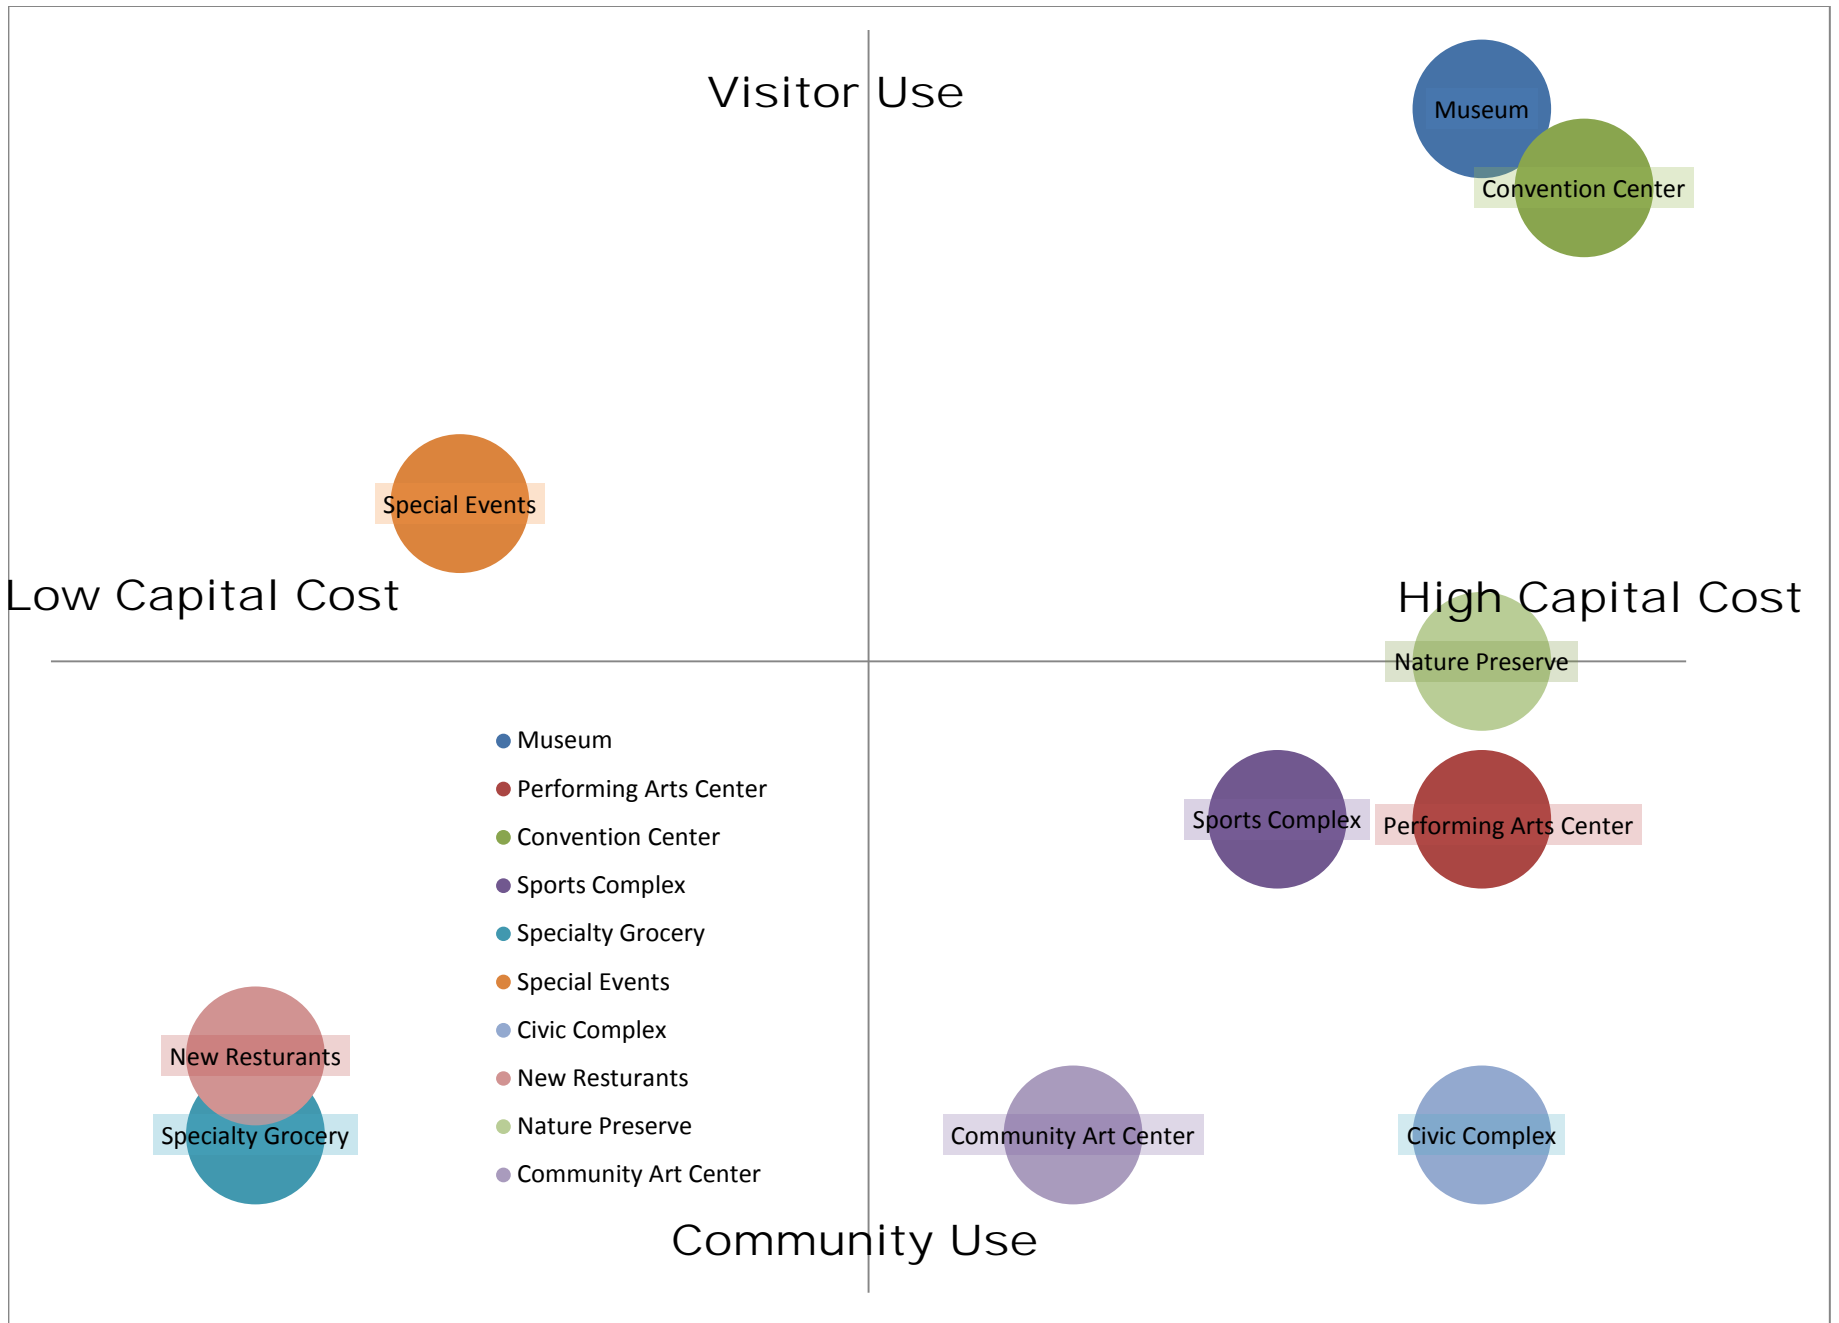 Visitor Use
Museum
Convention Center
Special Events
Low Capital Cost
High Capital Cost
Nature Preserve
Museum
Performing Arts Center
Convention Center
Sports Complex
Specialty Grocery
Special Events
Civic Complex
New Resturants
Nature Preserve
Community Art Center
Sports Complex
Performing Arts Center
New Resturants
Specialty Grocery
Community Art Center
Civic Complex
Community Use